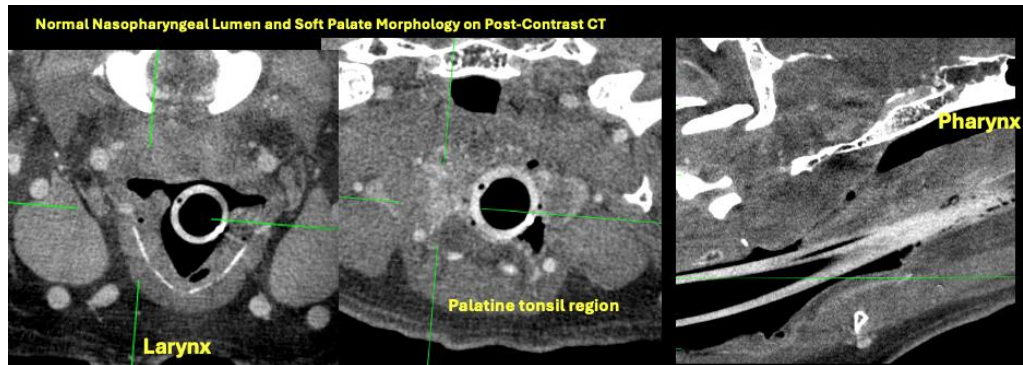 Normal Nasopharyngeal Lumen and Soft Palate Morphology on Post-Contrast CT
Pharynx
Palatine tonsil region
Larynx